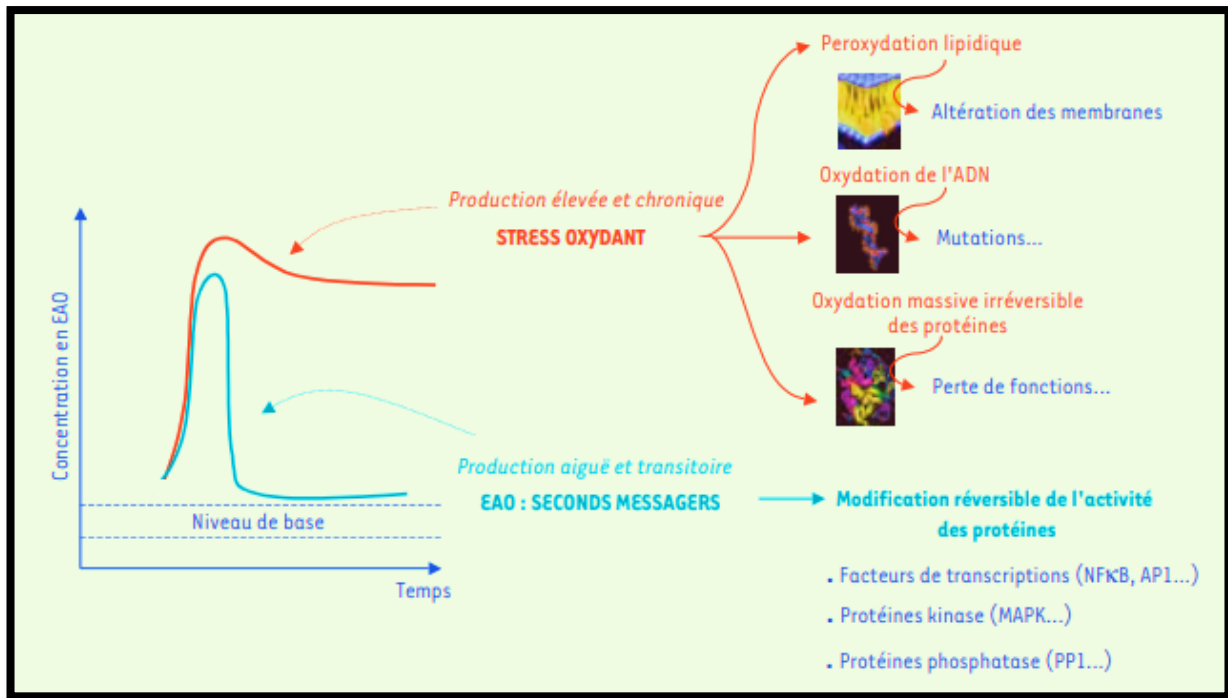 Peroxydation lipidique
Altération des membranes
Oxydation de l'ADN
Mutations...
Oxydation massive irréversible
des protéines
Perte de fonctions...
Production élevée et chronique
STRESS OXYDANT
Concentration en EAO
Niveau de base
Temps
Production aiguë et transitoire
EAO : SECONDS MESSAGERS
Modification réversible de l'activité
des protéines
. Facteurs de transcriptions (NFκB, AP1...)
. Protéines kinase (MAPK...)
. Protéines phosphatase (PP1...)